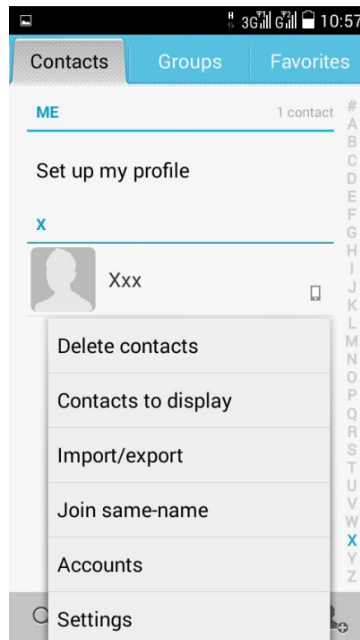 H 3G G 10:57
Contacts Groups Favorites
ME 1 contact
Set up my profile
X
Xxx
Delete contacts
Contacts to display
Import/export
Join same-name
Accounts
Settings
#
A
B
C
D
E
F
G
H
I
J
K
L
M
N
O
P
Q
R
S
T
U
V
W
X
Y
Z